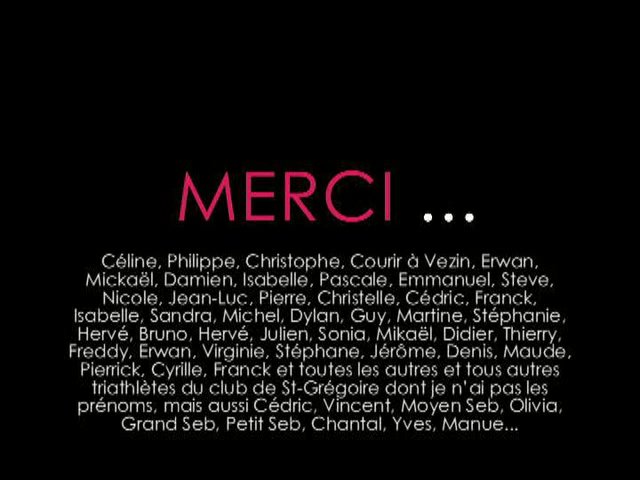 MERCI ...
Céline, Philippe, Christophe, Courir à Vezin, Erwan,
Mickaël, Damien, Isabelle, Pascale, Emmanuel, Steve,
Nicole, Jean-Luc, Pierre, Christelle, Cédric, Franck,
Isabelle, Sandra, Michel, Dylan, Guy, Martine, Stéphanie,
Hervé, Bruno, Hervé, Julien, Sonia, Mikaël, Didier, Thierry,
Freddy, Erwan, Virginie, Stéphane, Jérôme, Denis, Maude,
Pierrick, Cyrille, Franck et toutes les autres et tous autres
triathlètes du club de St-Grégoire dont je n'ai pas les
prénoms, mais aussi Cédric, Vincent, Moyen Seb, Olivia,
Grand Seb, Petit Seb, Chantal, Yves, Manue...